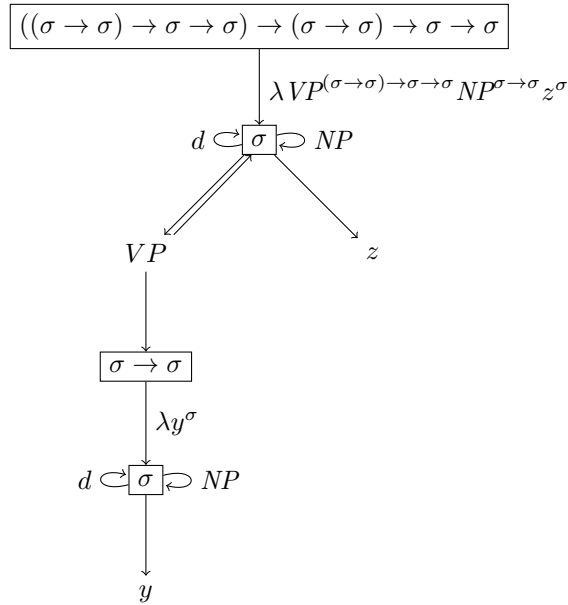 ((σ → σ) → σ → σ) → (σ → σ) → σ → σ
λVP^{(σ→σ)→σ→σ}NP^{σ→σ}z^σ
d σ NP
VP z
σ → σ
λy^σ
d σ NP
y